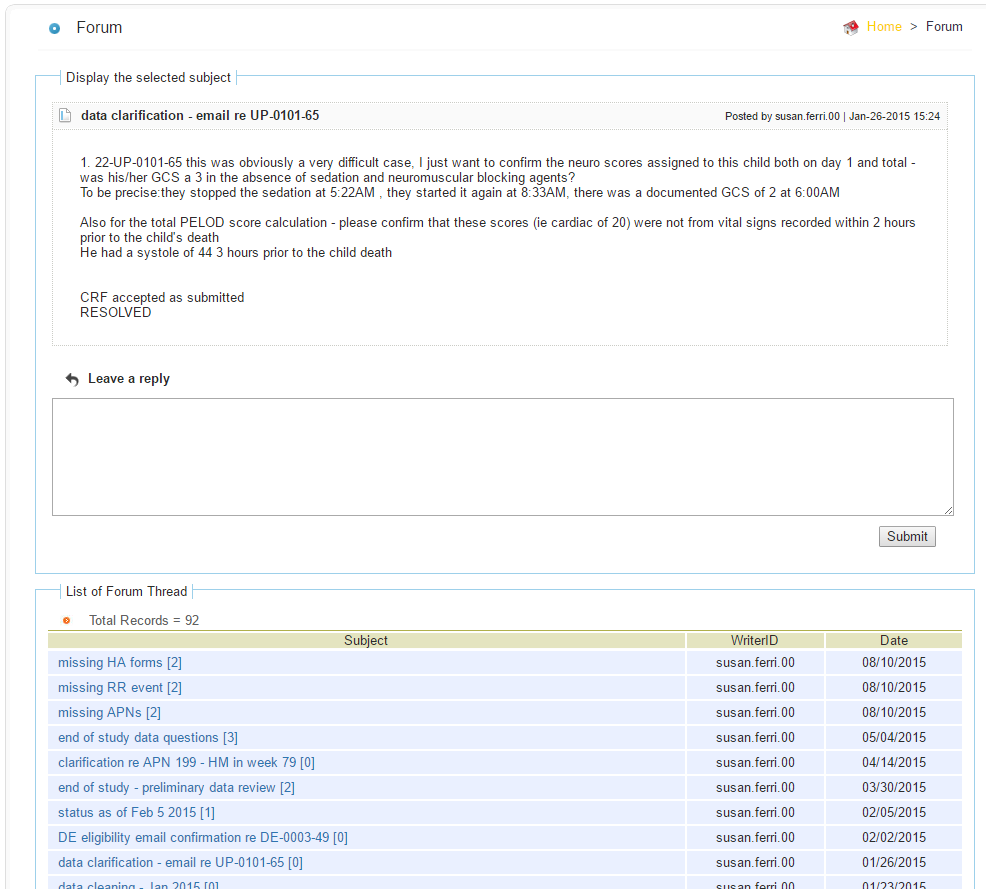 Forum
Home > Forum
Display the selected subject
data clarification - email re UP-0101-65
Posted by susan.ferri.00 | Jan-26-2015 15:24
1. 22-UP-0101-65 this was obviously a very difficult case, I just want to confirm the neuro scores assigned to this child both on day 1 and total -
was his/her GCS a 3 in the absence of sedation and neuromuscular blocking agents?
To be precise:they stopped the sedation at 5:22AM , they started it again at 8:33AM, there was a documented GCS of 2 at 6:00AM
Also for the total PELOD score calculation - please confirm that these scores (ie cardiac of 20) were not from vital signs recorded within 2 hours
prior to the child's death
He had a systole of 44 3 hours prior to the child death
CRF accepted as submitted
RESOLVED
Leave a reply
Submit
List of Forum Thread
Total Records = 92
Subject WriterID Date
missing HA forms [2] susan.ferri.00 08/10/2015
missing RR event [2] susan.ferri.00 08/10/2015
missing APNs [2] susan.ferri.00 08/10/2015
end of study data questions [3] susan.ferri.00 05/04/2015
clarification re APN 199 - HM in week 79 [0] susan.ferri.00 04/14/2015
end of study - preliminary data review [2] susan.ferri.00 03/30/2015
status as of Feb 5 2015 [1] susan.ferri.00 02/05/2015
DE eligibility email confirmation re DE-0003-49 [0] susan.ferri.00 02/02/2015
data clarification - email re UP-0101-65 [0] susan.ferri.00 01/26/2015
data cleaning - Jan 2015 [0] susan.ferri.00 01/23/2015